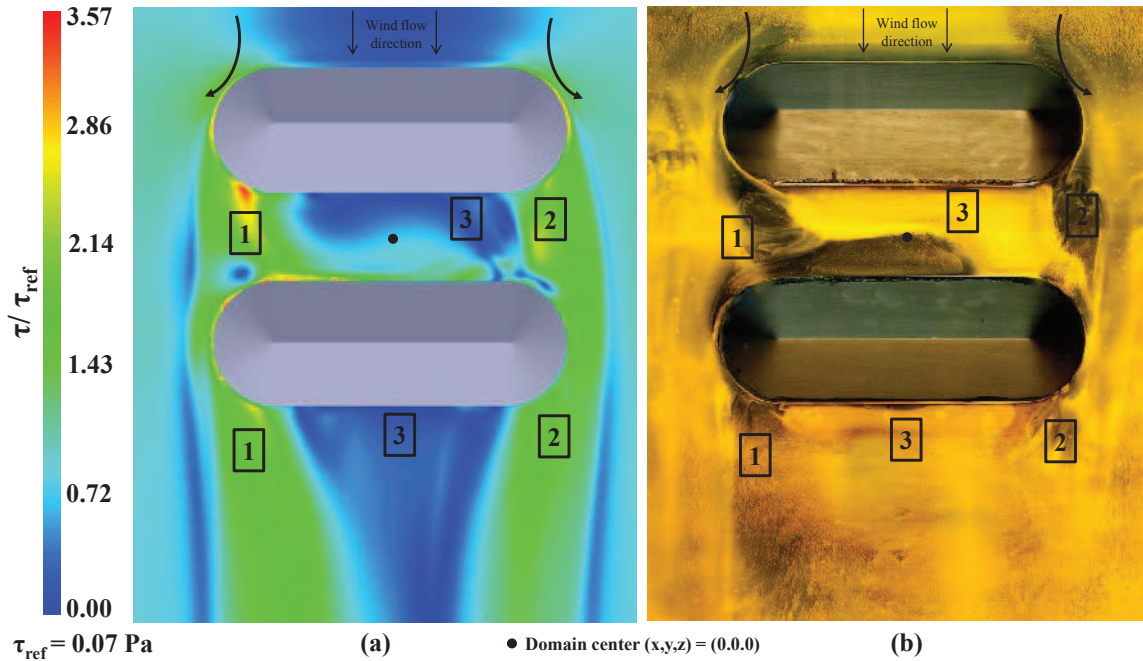 3.57
2.86
2.14
1.43
0.72
0.00
τ/ τref
τref = 0.07 Pa
Wind flow
direction
1
2
3
1
2
3
(a)
Wind flow
direction
1
2
3
1
2
3
(b)
Domain center (x,y,z) = (0.0.0)